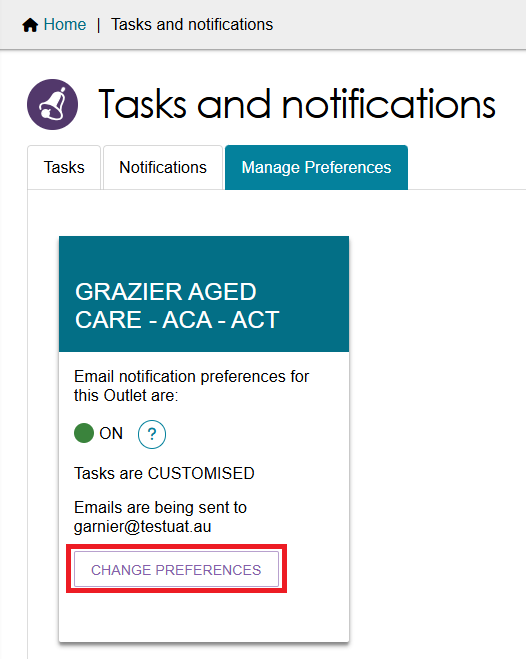 Home | Tasks and notifications
Tasks and notifications
Tasks Notifications Manage Preferences
GRAZIER AGED
CARE - ACA - ACT
Email notification preferences for
this Outlet are:
ON ?
Tasks are CUSTOMISED
Emails are being sent to
garnier@testuat.au
CHANGE PREFERENCES